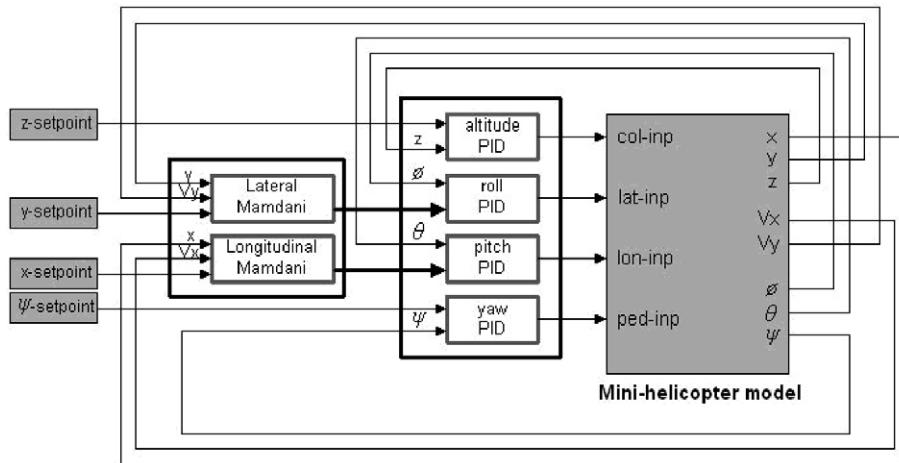 z-setpoint
y-setpoint
x-setpoint
Ψ-setpoint
y
Vy
x
Vx
Lateral
Mamdani
Longitudinal
Mamdani
z
ø
θ
Ψ
altitude
PID
roll
PID
pitch
PID
yaw
PID
col-inp
lat-inp
lon-inp
ped-inp
x
y
z
Vx
Vy
ø
θ
Ψ
Mini-helicopter model